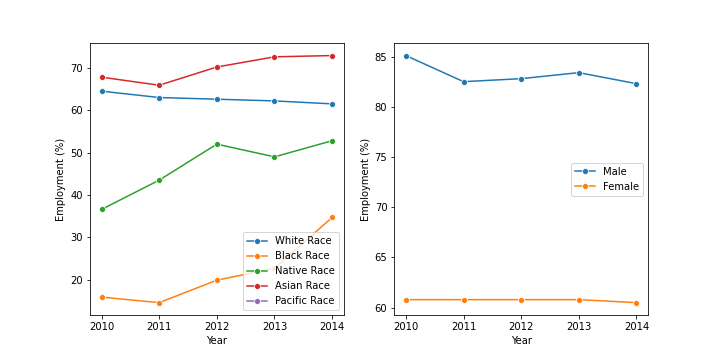 70
60
50
40
30
20
Employment (%)
2010 2011 2012 2013 2014
Year
White Race
Black Race
Native Race
Asian Race
Pacific Race
85
80
75
70
65
60
Employment (%)
2010 2011 2012 2013 2014
Year
Male
Female